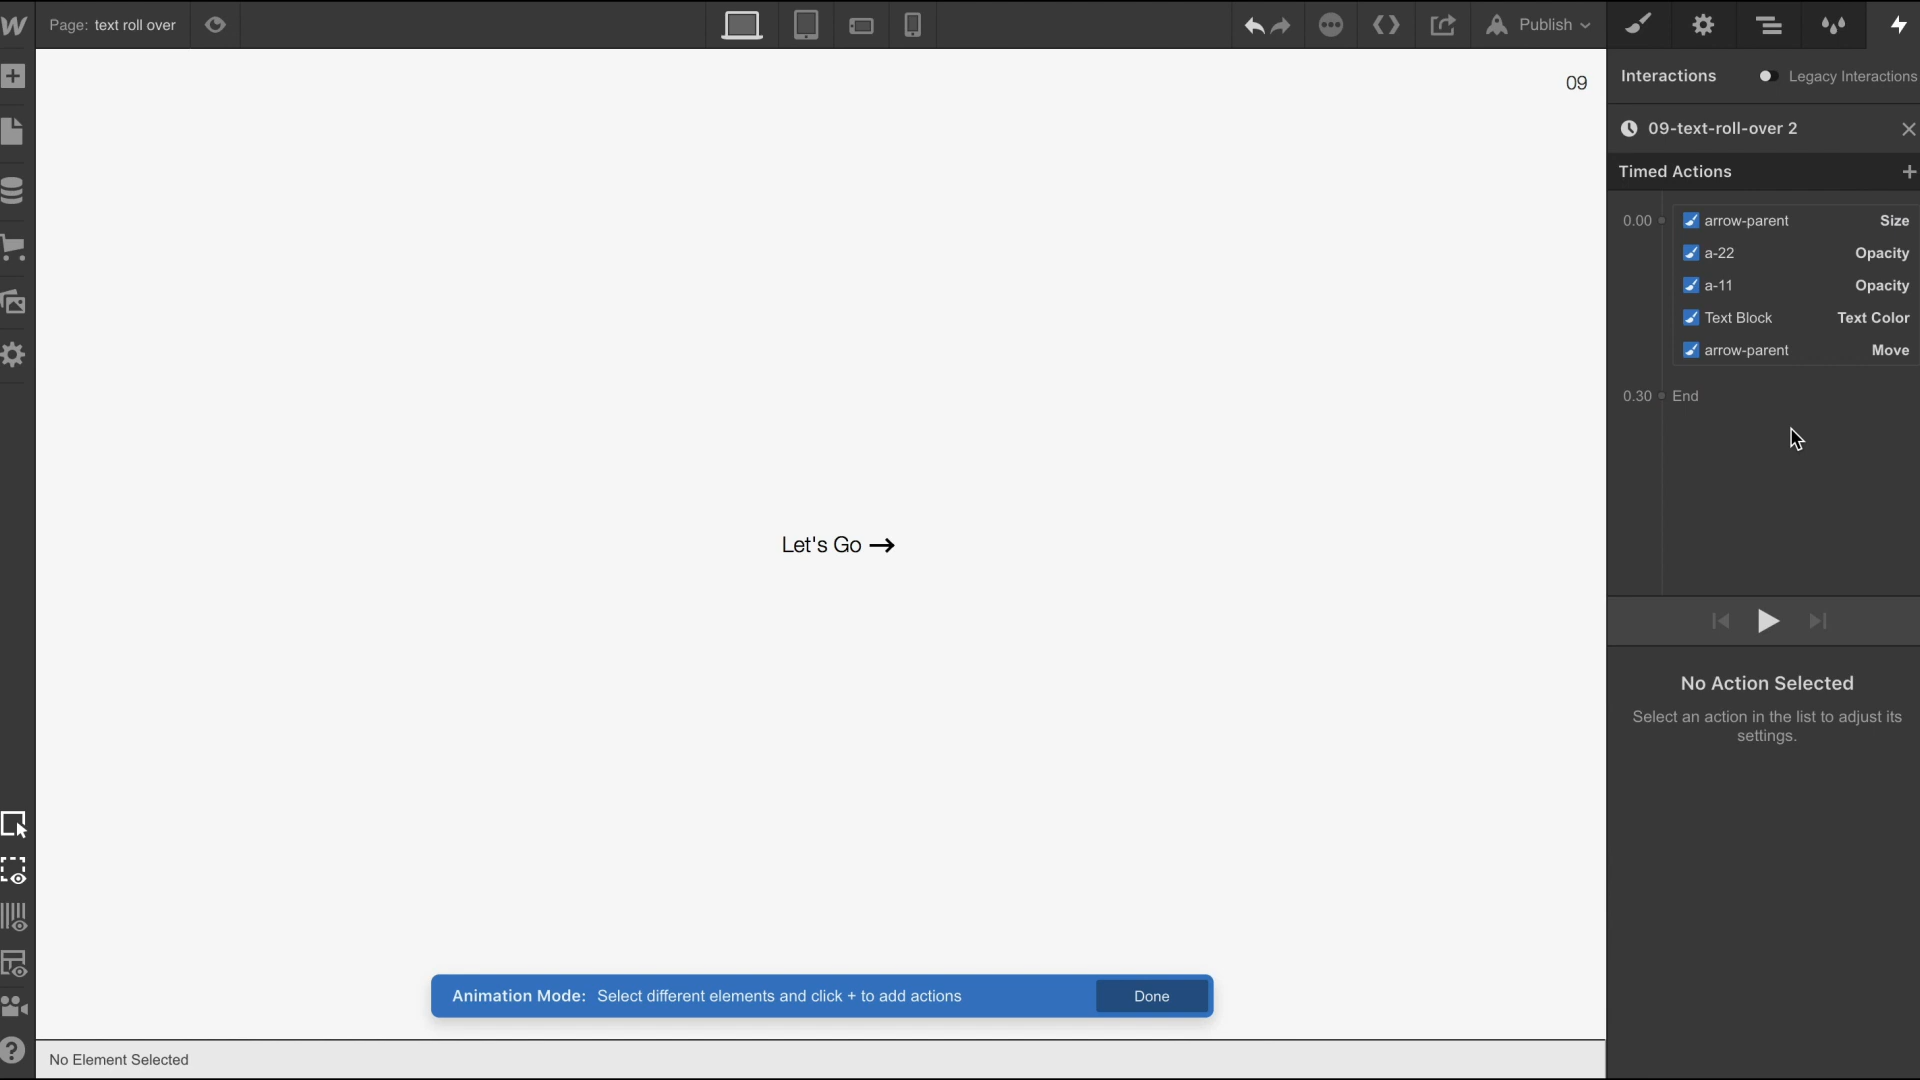 Page: text roll over
Publish
Interactions
Legacy Interactions
09
09-text-roll-over 2
Timed Actions
0.00
arrow-parent Size
a-22 Opacity
a-11 Opacity
Text Block Text Color
arrow-parent Move
0.30 End
Let's Go →
No Action Selected
Select an action in the list to adjust its
settings.
Animation Mode: Select different elements and click + to add actions
Done
No Element Selected